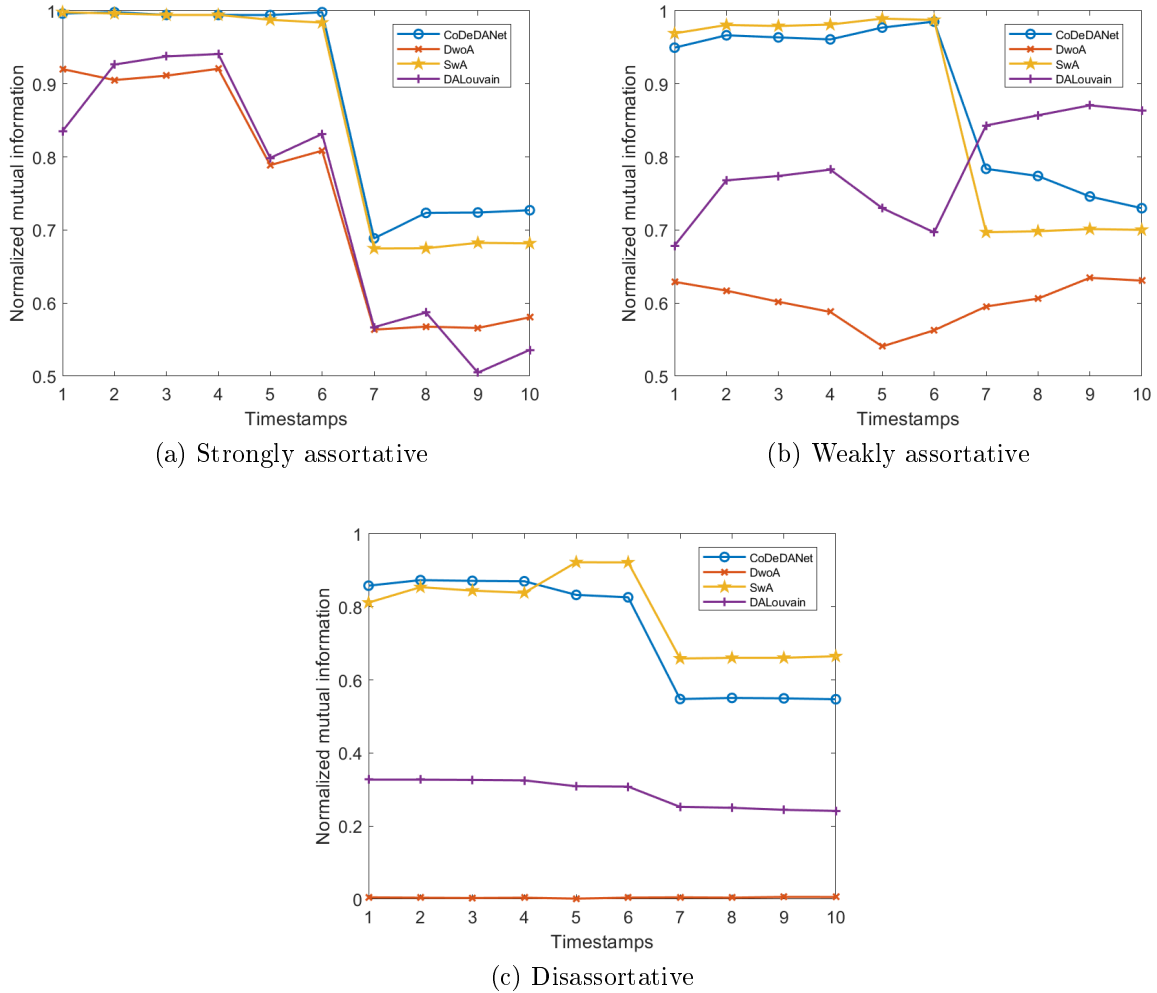 1
0.9
0.8
0.7
0.6
0.5
Normalized mutual information
1 2 3 4 5 6 7 8 9 10
Timestamps
CoDeDANet
DwoA
SwA
DALouvain
(a) Strongly assortative
1
0.9
0.8
0.7
0.6
0.5
Normalized mutual information
1 2 3 4 5 6 7 8 9 10
Timestamps
CoDeDANet
DwoA
SwA
DALouvain
(b) Weakly assortative
1
0.8
0.6
0.4
0.2
0
Normalized mutual information
1 2 3 4 5 6 7 8 9 10
Timestamps
CoDeDANet
DwoA
SwA
DALouvain
(c) Disassortative